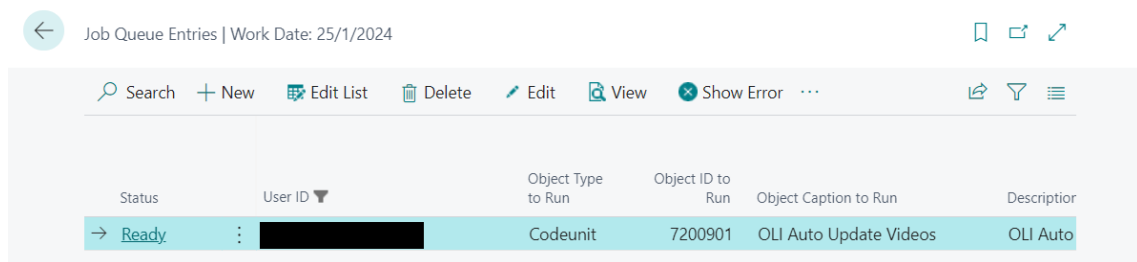 Job Queue Entries | Work Date: 25/1/2024
Search New Edit List Delete Edit View Show Error ...
Object Type Object ID to
Status User ID to Run Run Object Caption to Run Description
Ready Codeunit 7200901 OLI Auto Update Videos OLI Auto